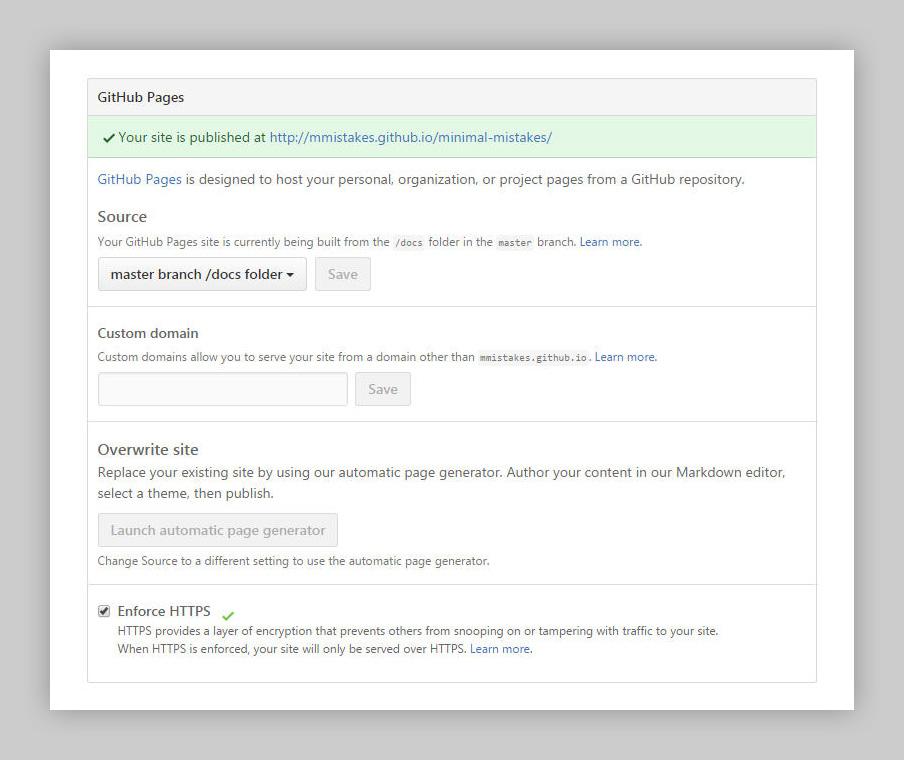 GitHub Pages
Your site is published at http://mmistakes.github.io/minimal-mistakes/
GitHub Pages is designed to host your personal, organization, or project pages from a GitHub repository.
Source
Your GitHub Pages site is currently being built from the /docs folder in the master branch. Learn more.
master branch /docs folder Save
Custom domain
Custom domains allow you to serve your site from a domain other than mmistakes.github.io. Learn more.
Save
Overwrite site
Replace your existing site by using our automatic page generator. Author your content in our Markdown editor,
select a theme, then publish.
Launch automatic page generator
Change Source to a different setting to use the automatic page generator.
Enforce HTTPS
HTTPS provides a layer of encryption that prevents others from snooping on or tampering with traffic to your site.
When HTTPS is enforced, your site will only be served over HTTPS. Learn more.